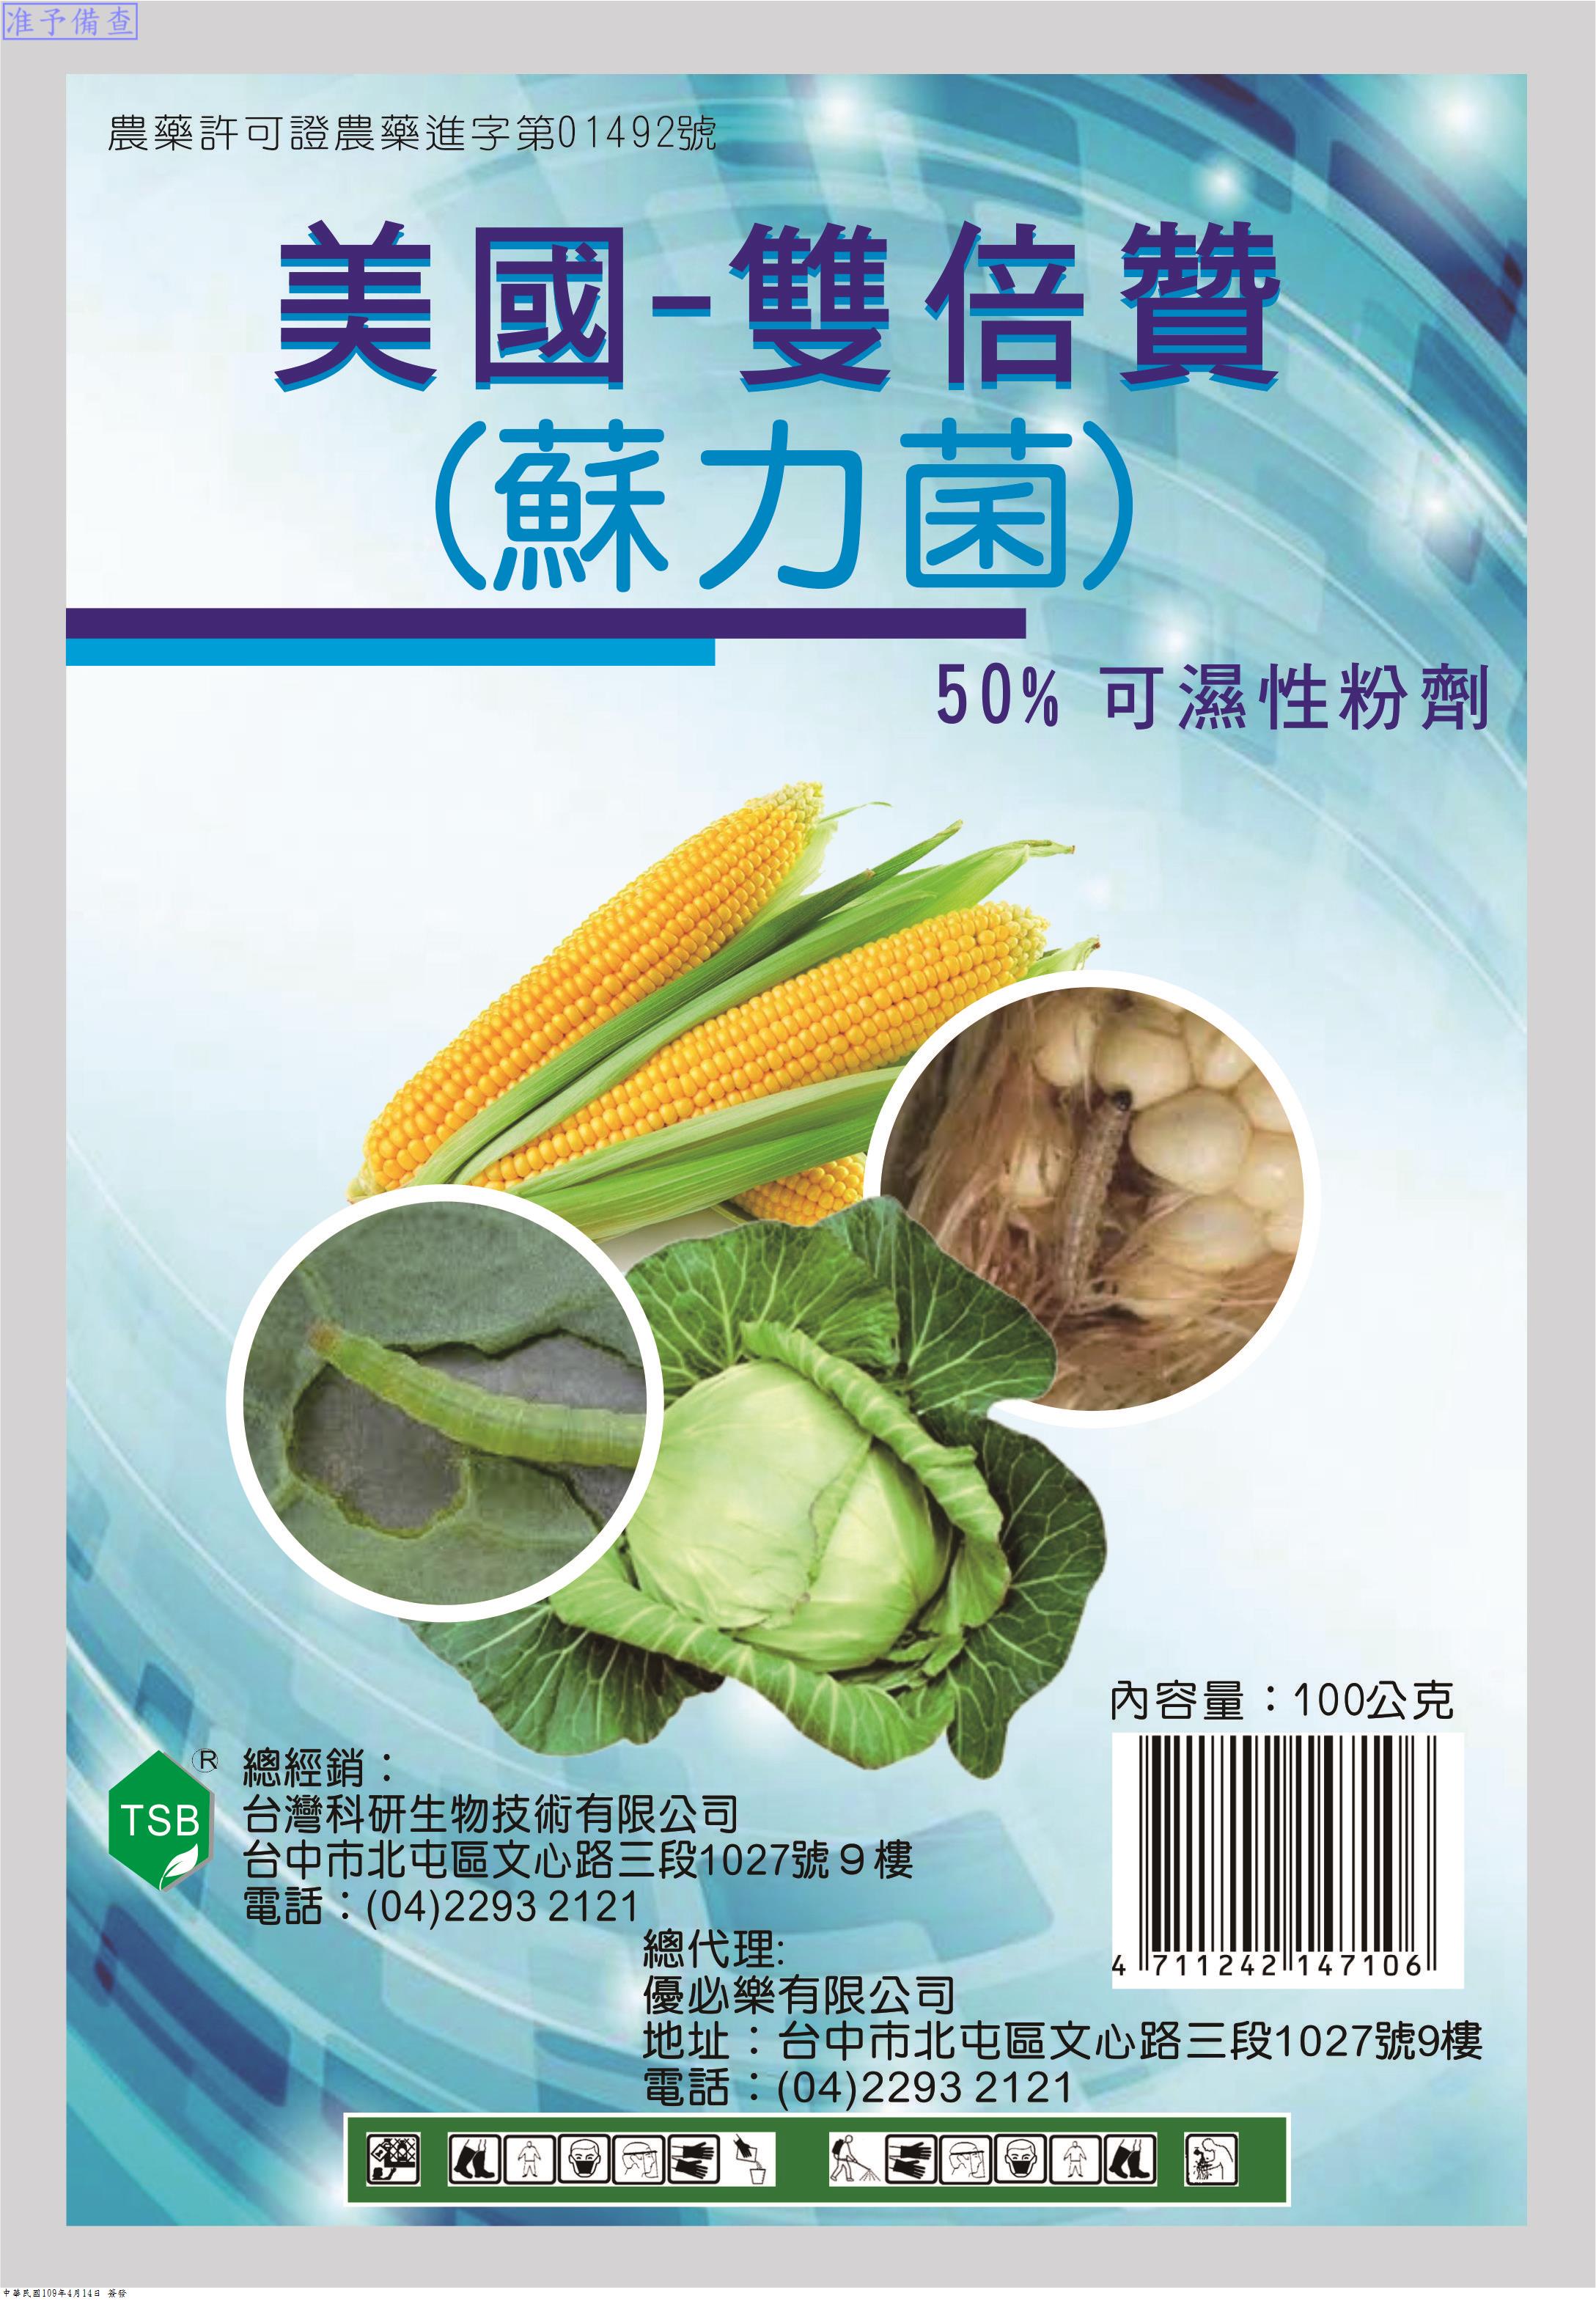 准予備查
農藥許可證農藥進字第01492號
美國-雙倍贊
(蘇力菌)
50% 可濕性粉劑
內容量：100公克
TSB
®
總經銷：
台灣科研生物技術有限公司
台中市北屯區文心路三段1027號９樓
電話：(04)2293 2121
4 711242 147106
總代理:
優必樂有限公司
地址：台中市北屯區文心路三段1027號9樓
電話：(04)2293 2121
中華民國109年4月14日 簽發